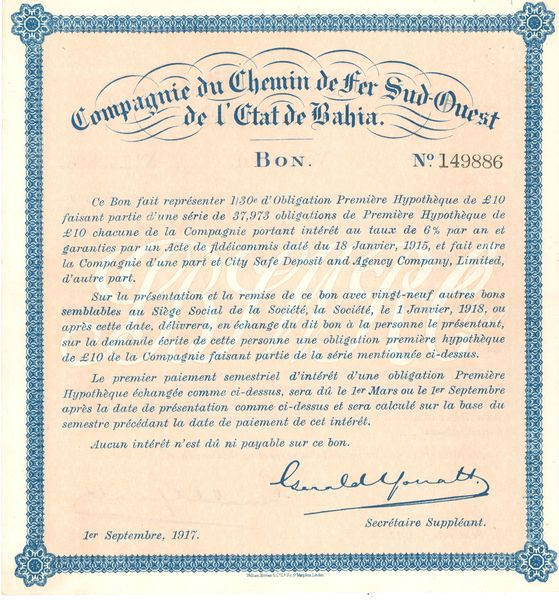 Compagnie du Chemin de Fer Sud-Ouest
de l'Etat de Bahia.
BON. No 149886
Ce Bon fait représenter 1/30e d'Obligation Première Hypothèque de £10
faisant partie d'une série de 37,973 obligations de Première Hypothèque de
£10 chacune de la Compagnie portant intérêt au taux de 6% par an et
garanties par un Acte de fidéicommis daté du 18 Janvier, 1915, et fait entre
la Compagnie d'une part et City Safe Deposit and Agency Company, Limited,
d'autre part.
Sur la présentation et la remise de ce bon avec vingt-neuf autres bons
semblables au Siège Social de la Société, la Société, le 1 Janvier, 1918, ou
après cette date, délivrera, en échange du dit bon à la personne le présentant,
sur la demande écrite de cette personne une obligation première hypothèque
de £10 de la Compagnie faisant partie de la série mentionnée ci-dessus.
Le premier paiement semestriel d'intérêt d'une obligation Première
Hypothèque échangée comme ci-dessus, sera dû le 1er Mars ou le 1er Septembre
après la date de présentation comme ci-dessus et sera calculé sur la base du
semestre précédant la date de paiement de cet intérêt.
Aucun intérêt n'est dû ni payable sur ce bon.
Gerald
Secrétaire Suppléant.
1er Septembre, 1917.